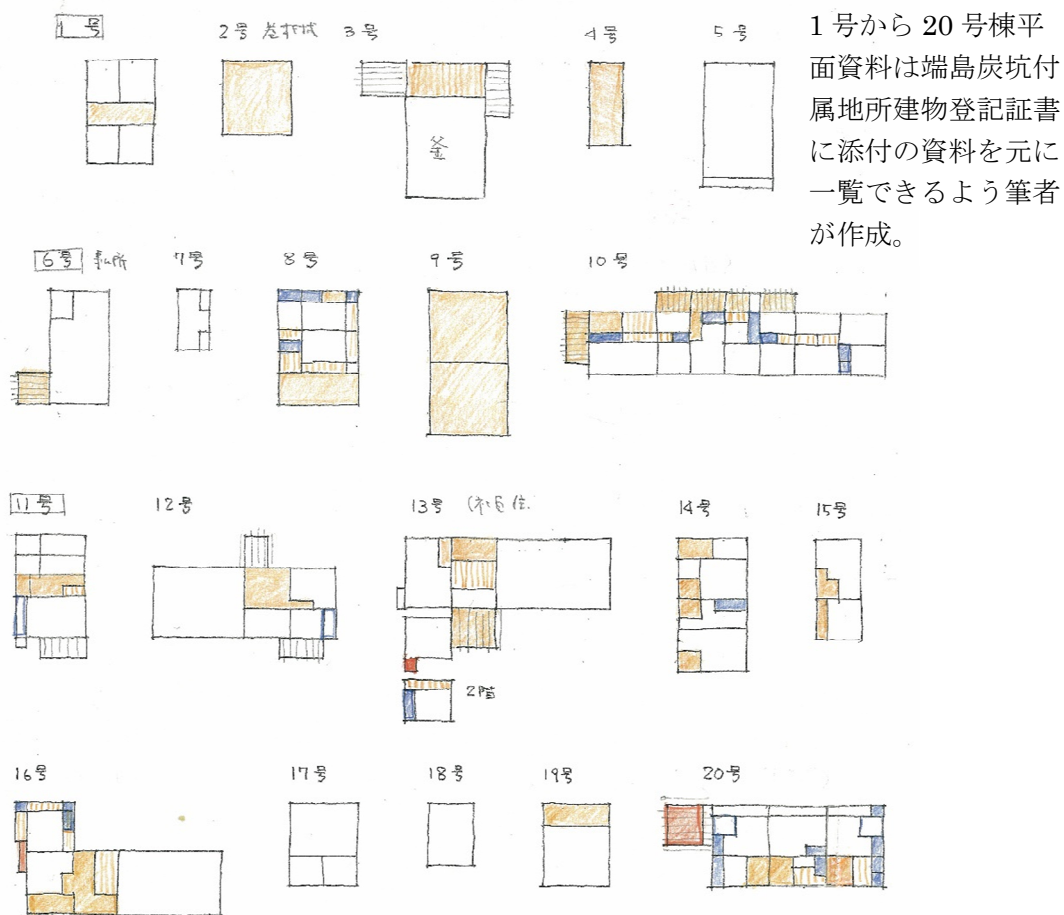 1号 2号 巻機械 3号 4号 5号
1号から20号棟平
面資料は端島炭坑付
属地所建物登記証書
に添付の資料を元に
一覧できるよう筆者
が作成。
釜
6号 7号 8号 9号 10号
11号 12号 13号 14号 15号
2階
16号 17号 18号 19号 20号